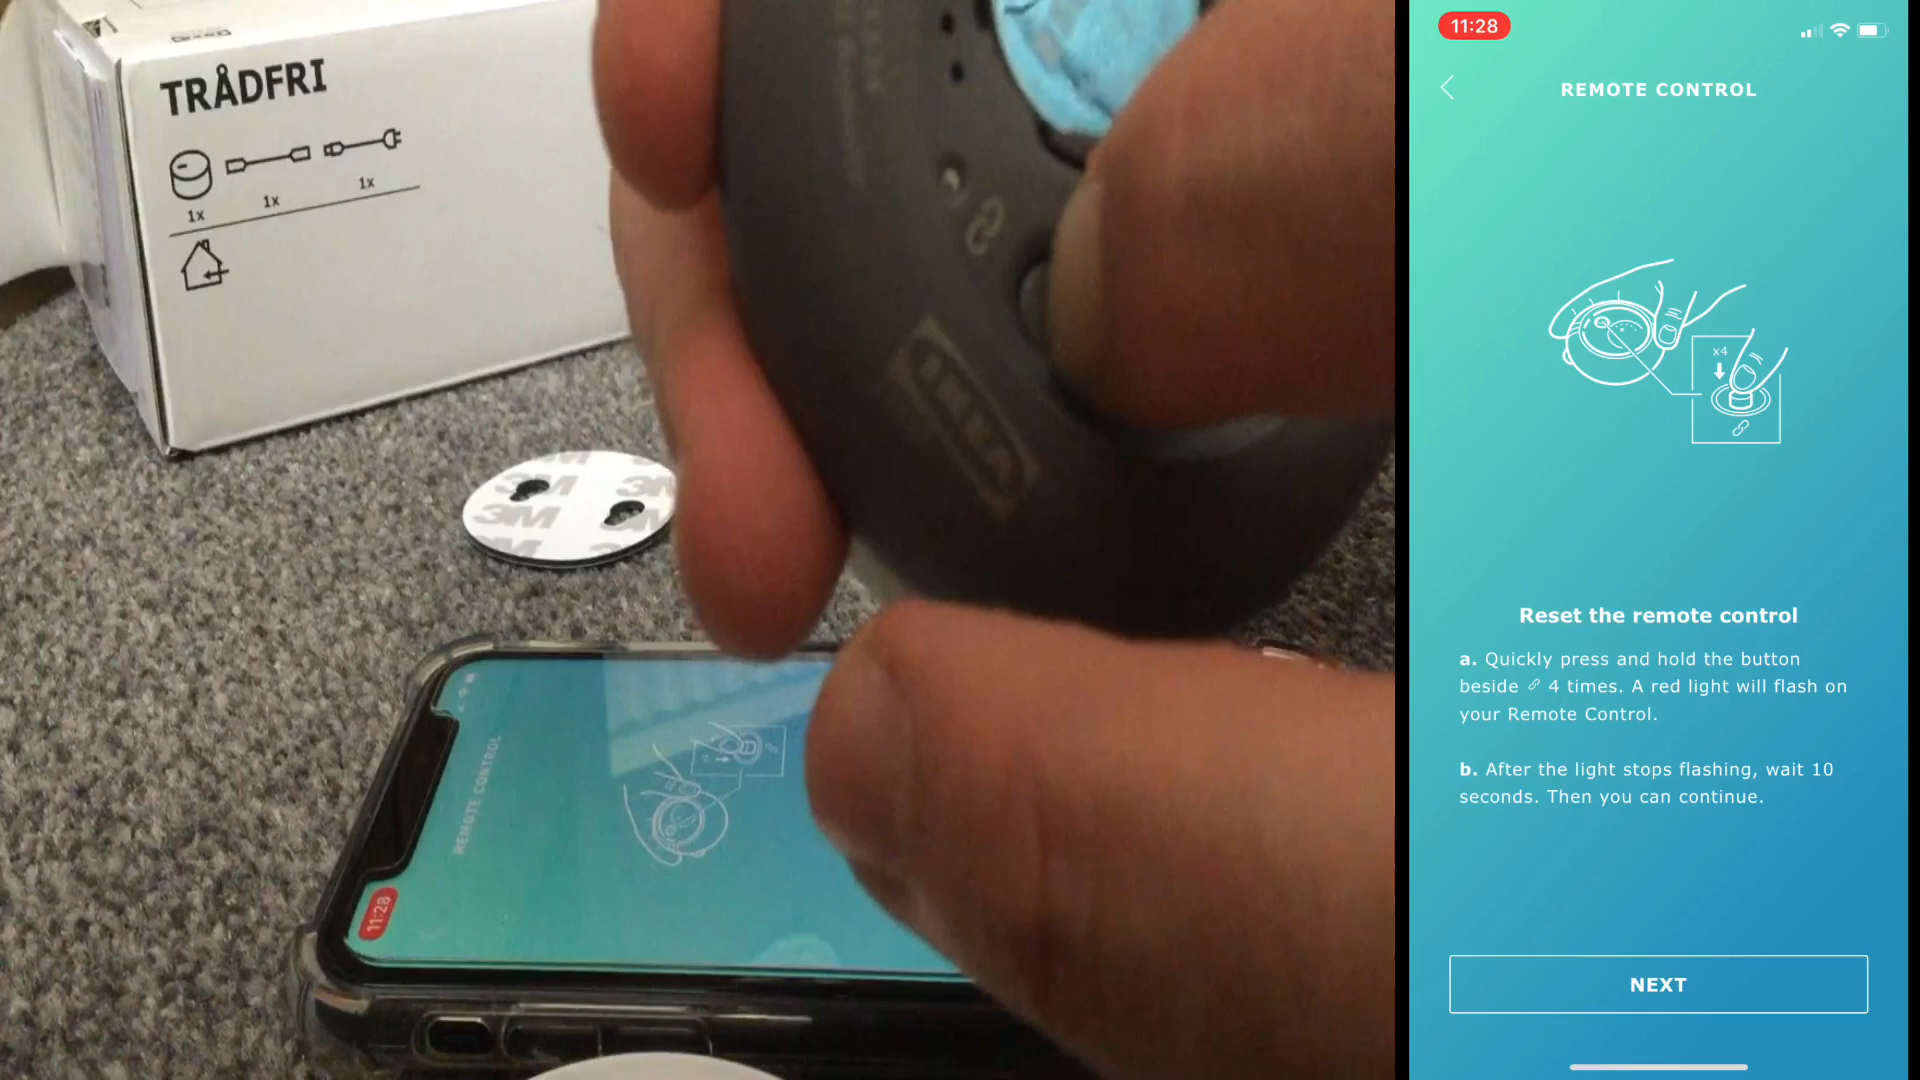 TRÅDFRI
1x
1x
1x
3M
3M
3M
3M
IKEA
REMOTE CONTROL
11:28
11:28
REMOTE CONTROL
x4
Reset the remote control
a. Quickly press and hold the button
beside 4 times. A red light will flash on
your Remote Control.
b. After the light stops flashing, wait 10
seconds. Then you can continue.
NEXT